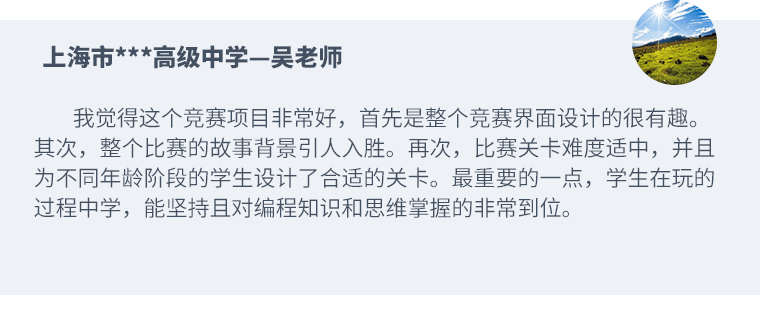 上海市***高级中学—吴老师
我觉得这个竞赛项目非常好，首先是整个竞赛界面设计的很有趣。
其次，整个比赛的故事背景引人入胜。再次，比赛关卡难度适中，并且
为不同年龄阶段的学生设计了合适的关卡。最重要的一点，学生在玩的
过程中学，能坚持且对编程知识和思维掌握的非常到位。